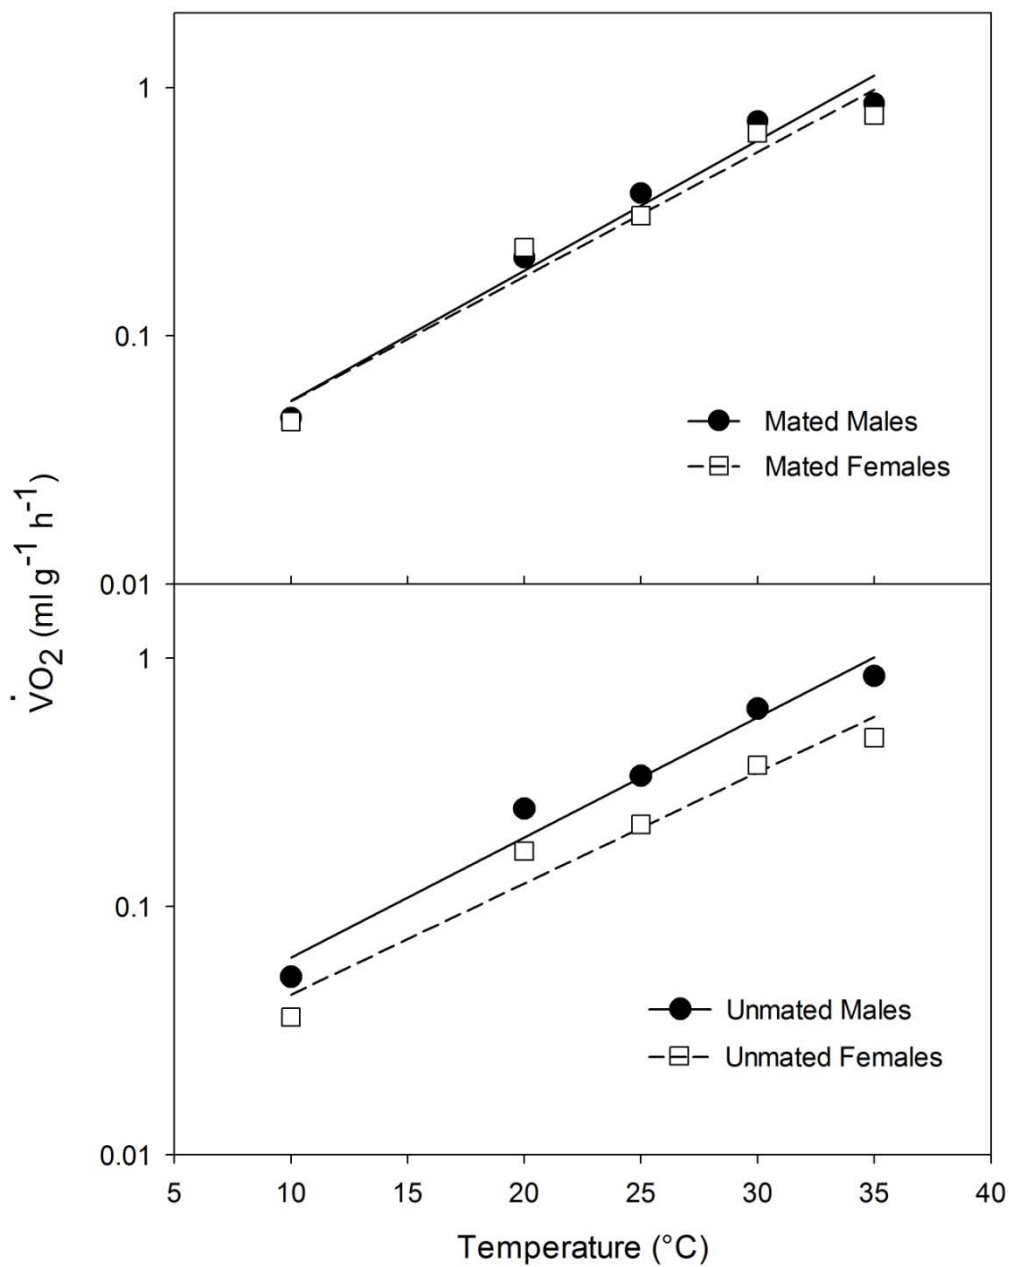 1
0.1
0.01
Mated Males
Mated Females
V̇O₂ (ml g⁻¹ h⁻¹)
1
0.1
0.01
Unmated Males
Unmated Females
5 10 15 20 25 30 35 40
Temperature (°C)